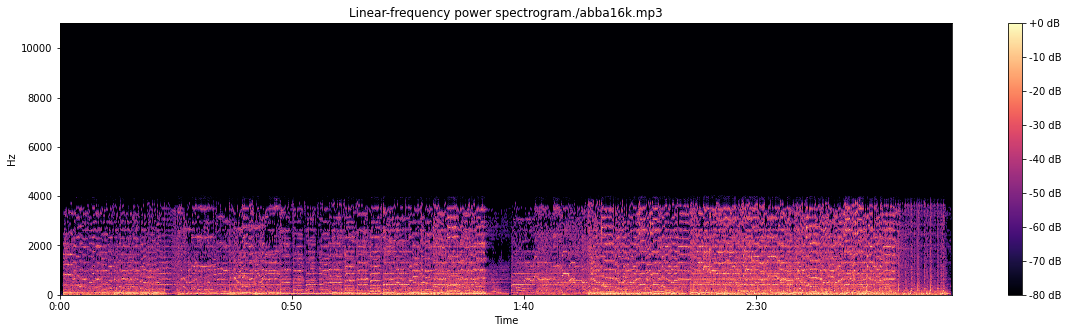 Linear-frequency power spectrogram./abba16k.mp3
10000
8000
6000
4000
2000
0
Hz
0:00
0:50
1:40
2:30
Time
+0 dB
-10 dB
-20 dB
-30 dB
-40 dB
-50 dB
-60 dB
-70 dB
-80 dB